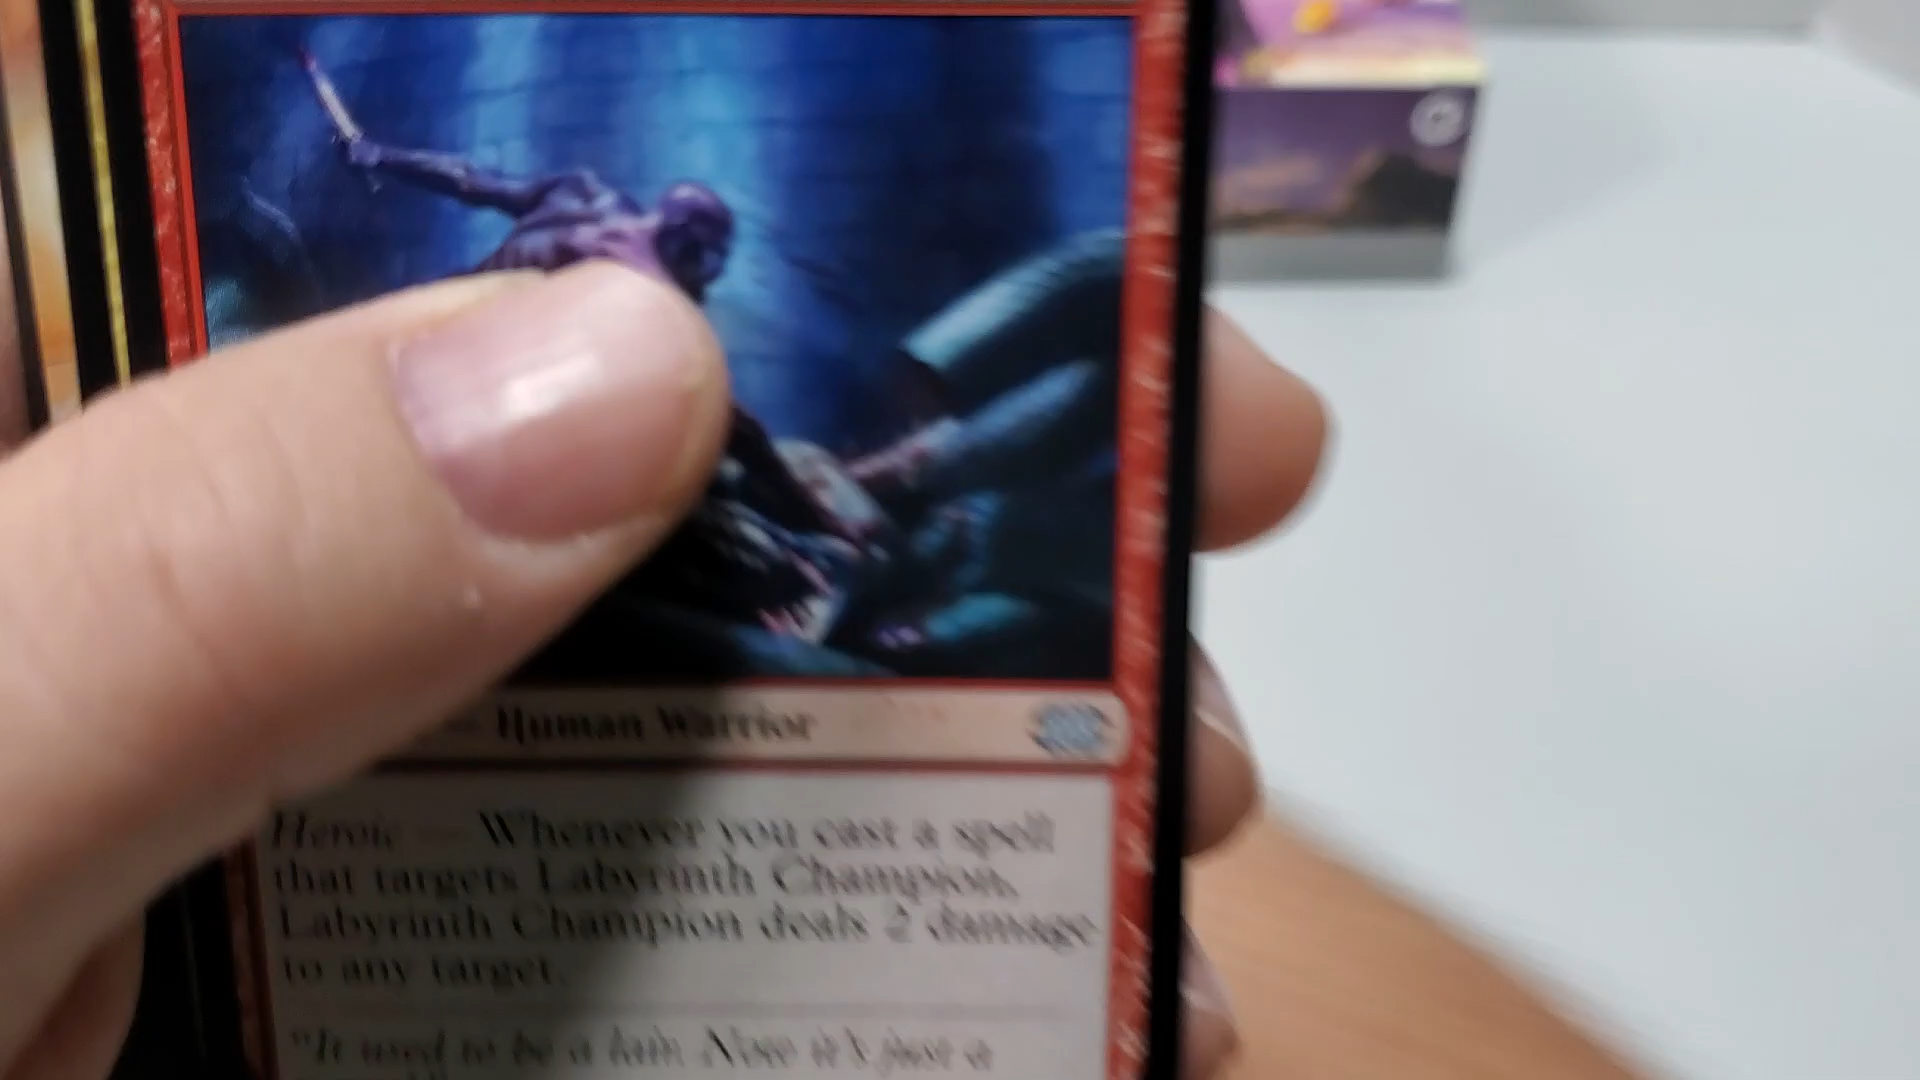 — Human Warrior
Heroic — Whenever you cast a spell
that targets Labyrinth Champion,
Labyrinth Champion deals 2 damage
to any target.
"It used to be a lair. Now it's just a